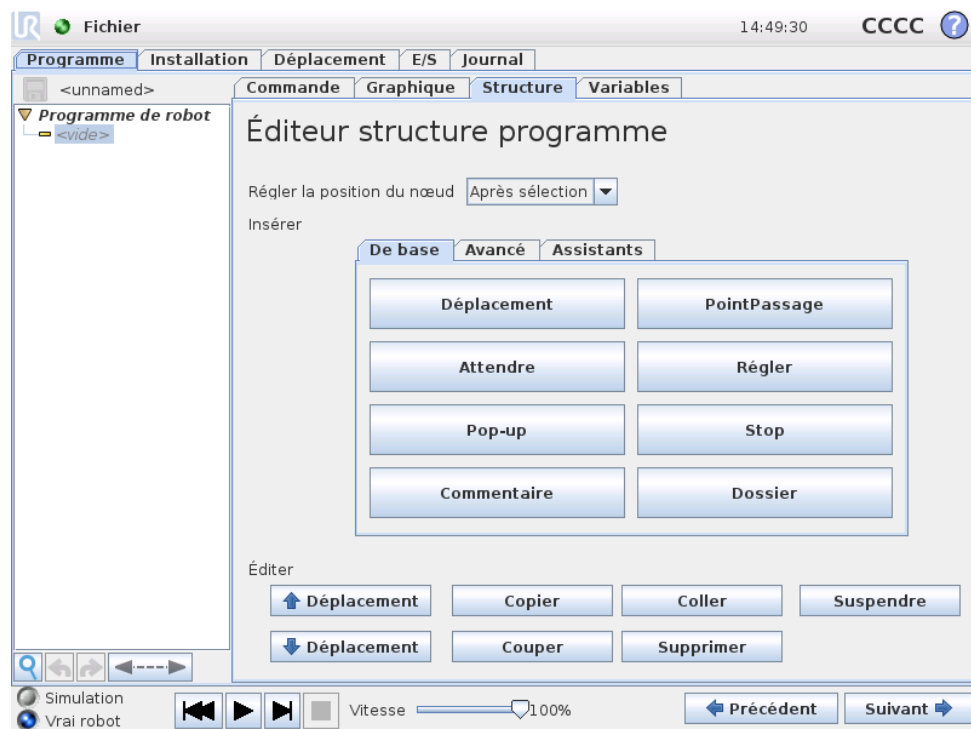 UR Fichier 14:49:30 CCCC ?
Programme Installation Déplacement E/S Journal
<unnamed>
Commande Graphique Structure Variables
Programme de robot
<vide>
Éditeur structure programme
Régler la position du nœud Après sélection
Insérer
De base Avancé Assistants
Déplacement PointPassage
Attendre Régler
Pop-up Stop
Commentaire Dossier
Éditer
Déplacement Copier Coller Suspendre
Déplacement Couper Supprimer
Simulation
Vrai robot
Vitesse 100%
Précédent Suivant